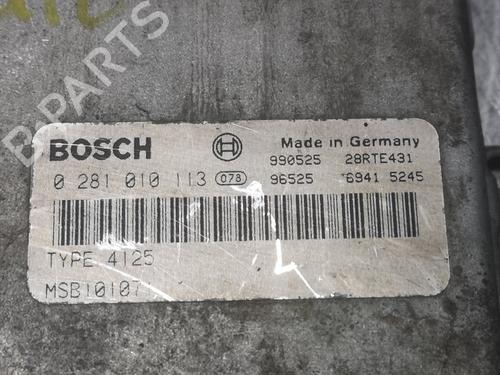 B-PARTS
BOSCH
Made in Germany
990525 28RTE431
0 281 010 113 078 96525 6941 5245
TYPE 4125
MSB10107